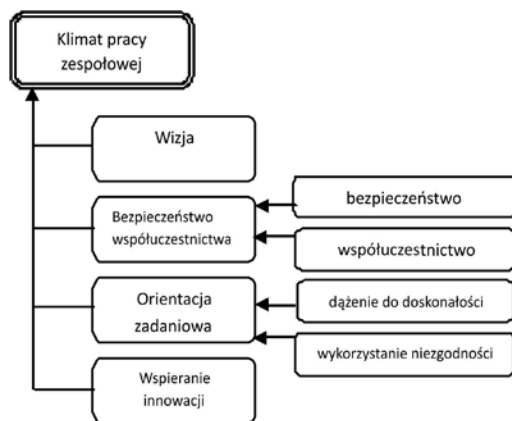 Klimat pracy
zespołowej
Wizja
Bezpieczeństwo
współuczestnictwa
bezpieczeństwo
współuczestnictwo
Orientacja
zadaniowa
dążenie do doskonałości
wykorzystanie niezgodności
Wspieranie
innowacji